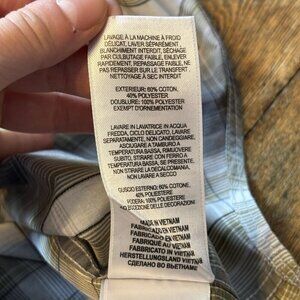 LAVAGE À LA MACHINE À FROID
DÉLICAT, LAVER SÉPARÉMENT,
BLANCHIMENT INTERDIT, SÉCHAGE
PAR CULBUTAGE FAIBLE, ENLEVER
RAPIDEMENT, REPASSAGE FAIBLE, NE
PAS REPASSER SUR LE TRANSFERT,
NETTOYAGE À SEC INTERDIT
EXTERIEUR: 60% COTON,
40% POLYESTER
DOUBLURE: 100% POLYESTER
EXEMPT D'ORNEMENTATION
LAVARE IN LAVATRICE IN ACQUA
FREDDA, CICLO DELICATO, LAVARE
SEPARATAMENTE, NON CANDEGGIARE,
ASCIUGARE A TAMBURO A
TEMPERATURA BASSA, RIMUOVERE
SUBITO, STIRARE CON FERRO A
TEMPERATURA BASSA, SE PRESENTE,
NON STIRARE LA DECALCOMANIA,
NON LAVARE A SECCO
GUSCIO ESTERNO: 60% COTONE,
40% POLIESTERE
FODERA: 100% POLIESTERE
ESCLUSIONE DELLE DECORAZIONI
MADE IN VIETNAM
FABRICADO EN VIETNAM
FABRICADO IN VIETNAM
FABRIQUÉ AU VIETNAM
FABBRICATO IN VIETNAM
HERSTELLUNGSLAND VIETNAM
СДЕЛАНО ВО ВЬЕТНАМЕ